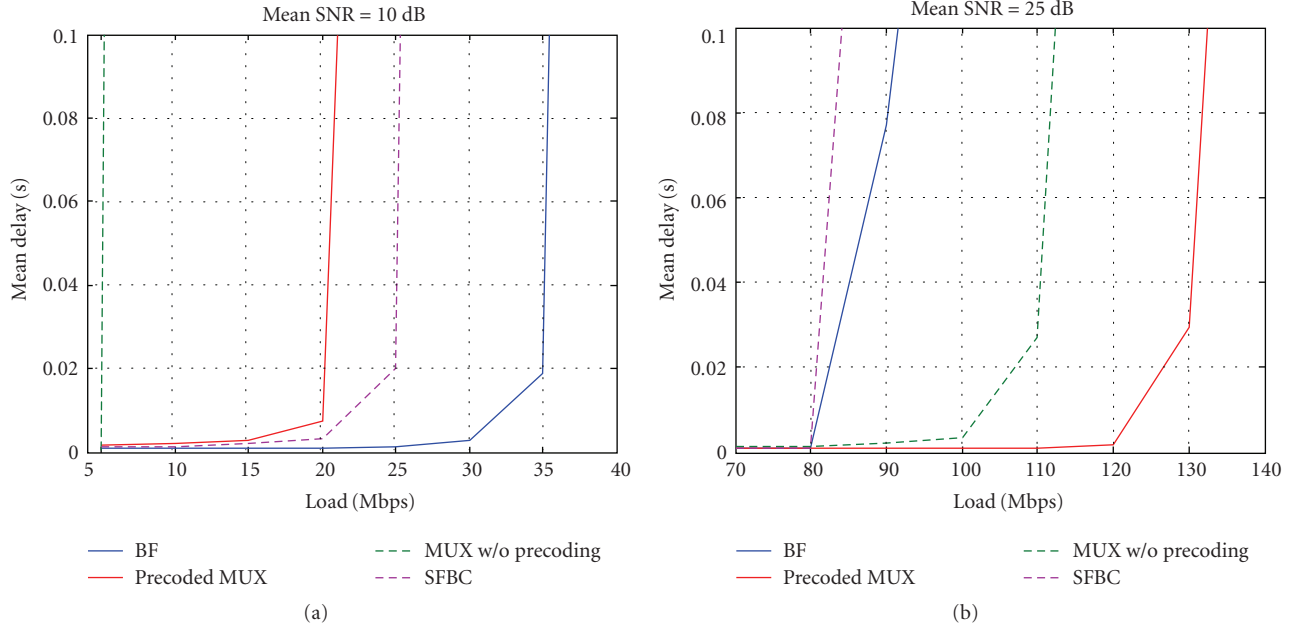 Mean SNR = 10 dB
0.1
0.08
0.06
0.04
0.02
0
Mean delay (s)
5 10 15 20 25 30 35 40
Load (Mbps)
BF
Precoded MUX
MUX w/o precoding
SFBC
(a)
Mean SNR = 25 dB
0.1
0.08
0.06
0.04
0.02
0
Mean delay (s)
70 80 90 100 110 120 130 140
Load (Mbps)
BF
Precoded MUX
MUX w/o precoding
SFBC
(b)